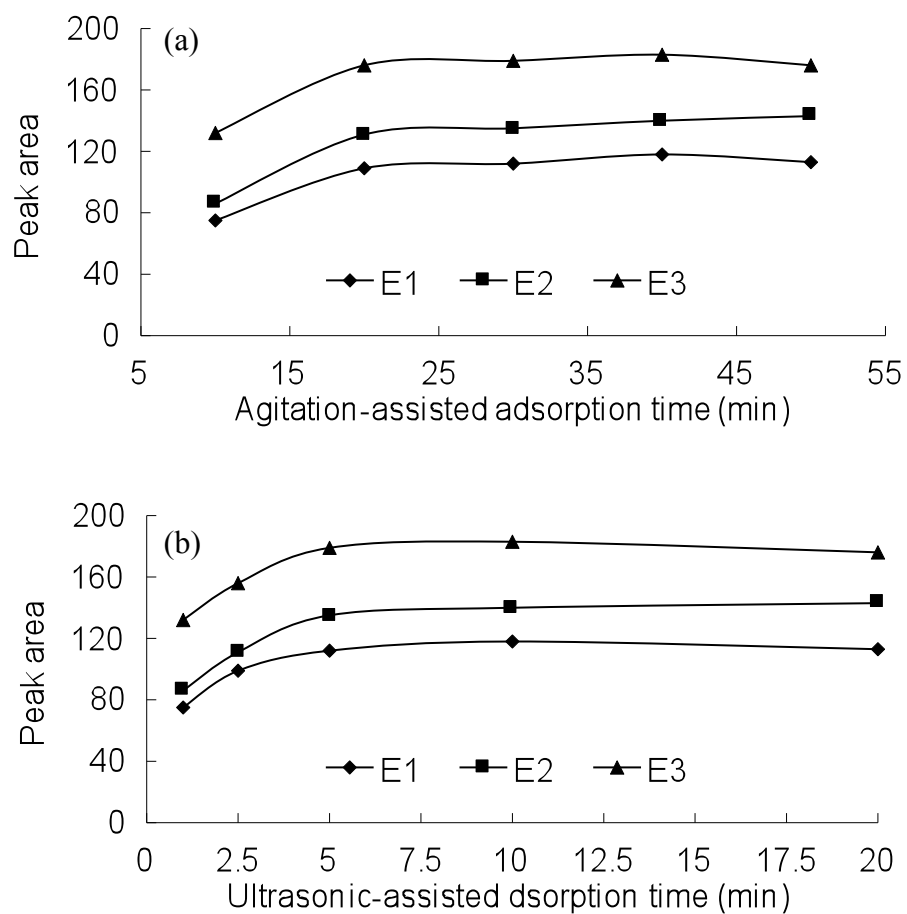 (a)
200
160
120
80
40
0
Peak area
E1 E2 E3
5 15 25 35 45 55
Agitation-assisted adsorption time (min)
(b)
200
160
120
80
40
0
Peak area
E1 E2 E3
0 2.5 5 7.5 10 12.5 15 17.5 20
Ultrasonic-assisted dsorption time (min)